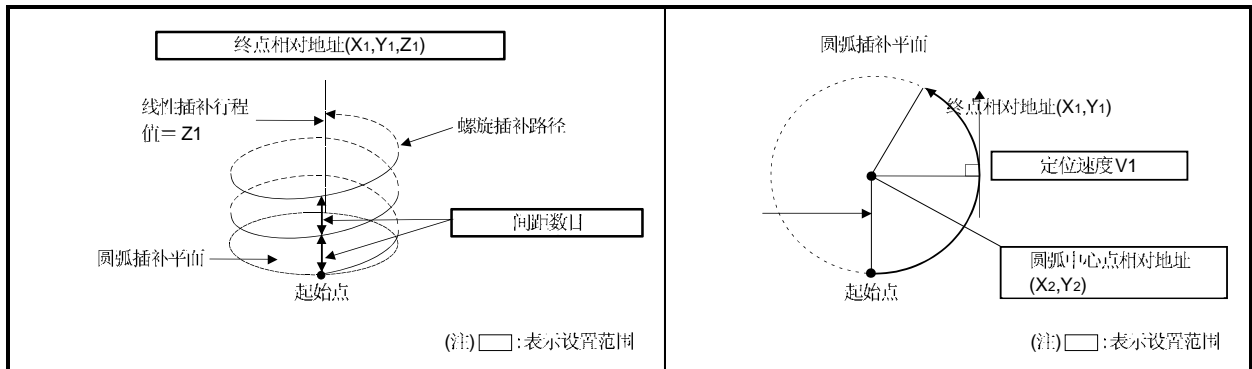 终点相对地址(X1,Y1,Z1)
线性插补行程
值＝ Z1
螺旋插补路径
间距数目
圆弧插补平面
起始点
(注) : 表示设置范围
圆弧插补平面
终点相对地址(X1,Y1)
定位速度V1
圆弧中心点相对地址
(X2,Y2)
起始点
(注) : 表示设置范围